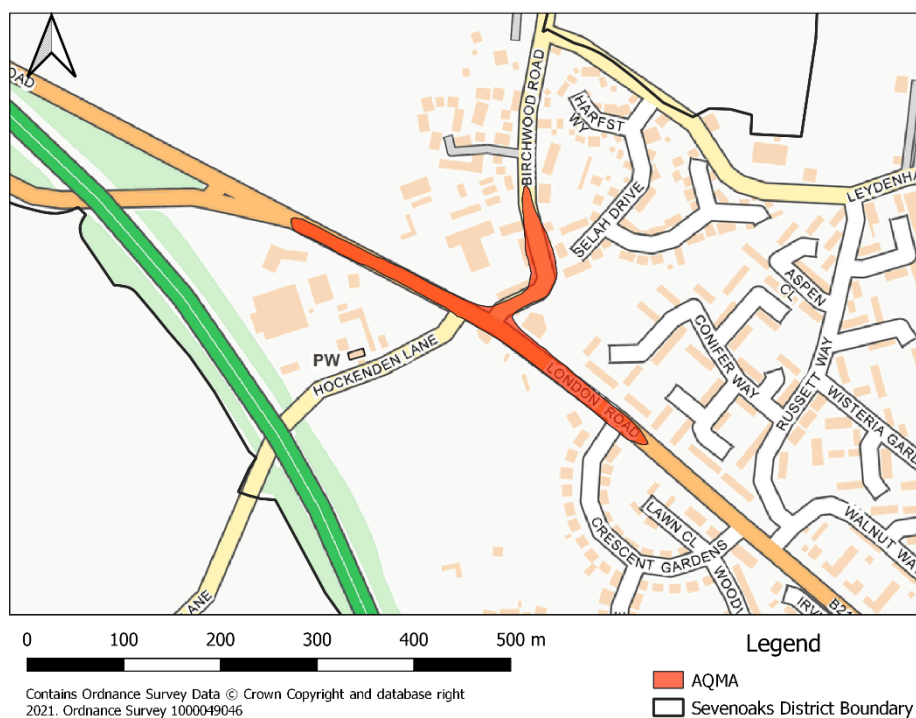 OAD
BIRCHWOOD ROAD
HARFST
WY
SELAH DRIVE
LEYDENHA
ASPEN
CL
CONIFER WAY
RUSSETT WAY
WISTERIA GARD
PW
HOCKENDEN LANE
LONDON ROAD
LAWN CL
CRESCENT GARDENS
WALNUT WA
LANE
WOOD
IRV
B2
0 100 200 300 400 500 m
Legend
AQMA
Sevenoaks District Boundary
Contains Ordnance Survey Data © Crown Copyright and database right
2021. Ordnance Survey 1000049046